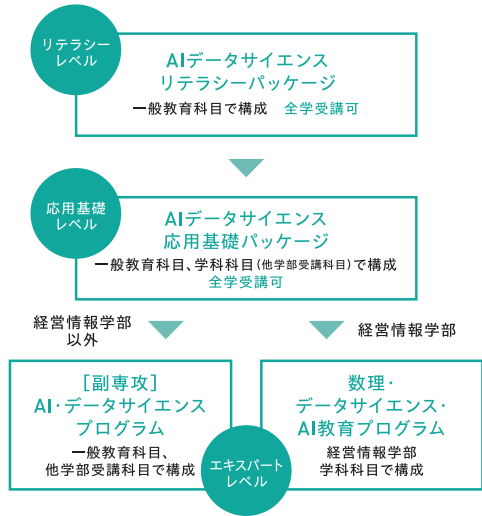 リテラシー
レベル
AIデータサイエンス
リテラシーパッケージ
一般教育科目で構成 全学受講可
応用基礎
レベル
AIデータサイエンス
応用基礎パッケージ
一般教育科目、学科科目(他学部受講科目)で構成
全学受講可
経営情報学部
以外
経営情報学部
[副専攻]
AI・データサイエンス
プログラム
一般教育科目、
他学部受講科目で構成
数理・
データサイエンス・
AI教育プログラム
経営情報学部
学科科目で構成
エキスパート
レベル